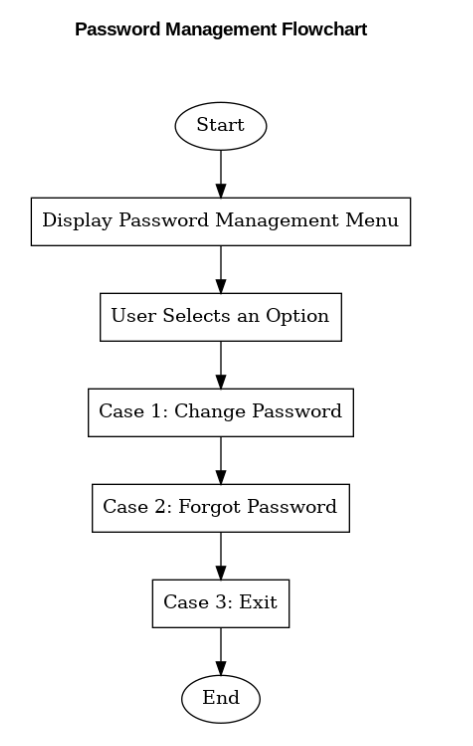 Password Management Flowchart
Start
Display Password Management Menu
User Selects an Option
Case 1: Change Password
Case 2: Forgot Password
Case 3: Exit
End